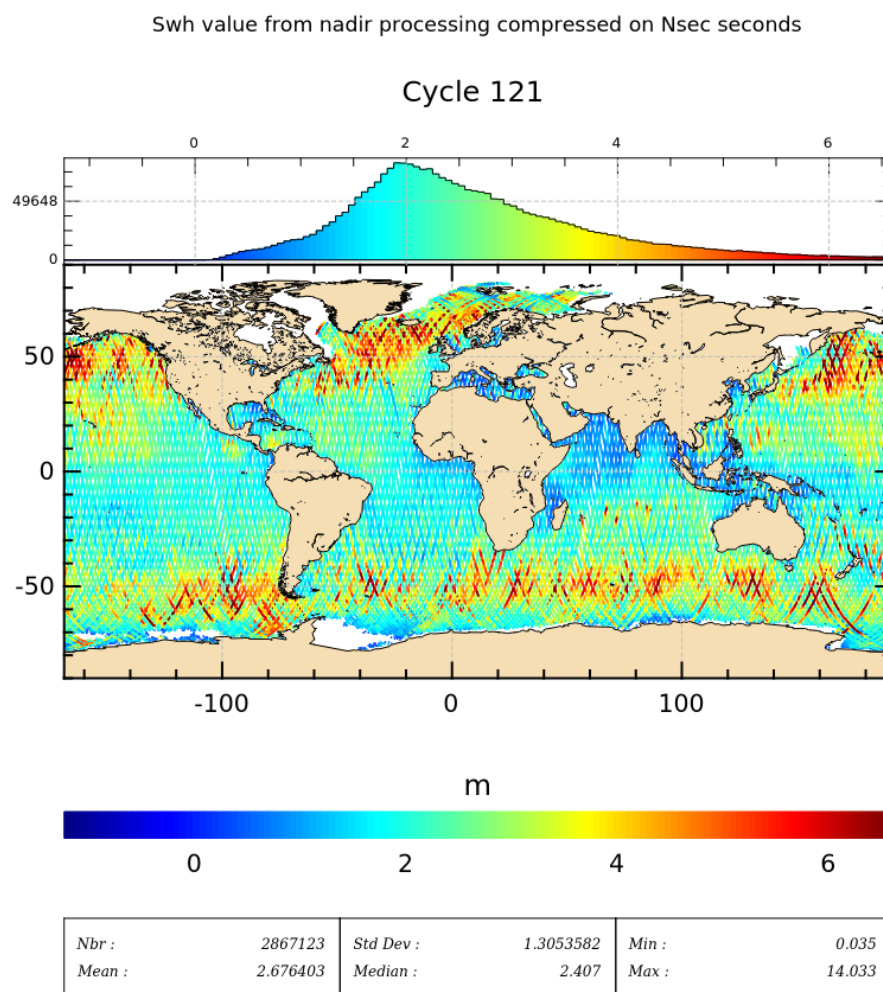 Swh value from nadir processing compressed on Nsec seconds
Cycle 121
0 2 4 6
49648
0
50
0
-50
-100 0 100
m
0 2 4 6
Nbr : 2867123 Std Dev : 1.3053582 Min : 0.035
Mean : 2.676403 Median : 2.407 Max : 14.033